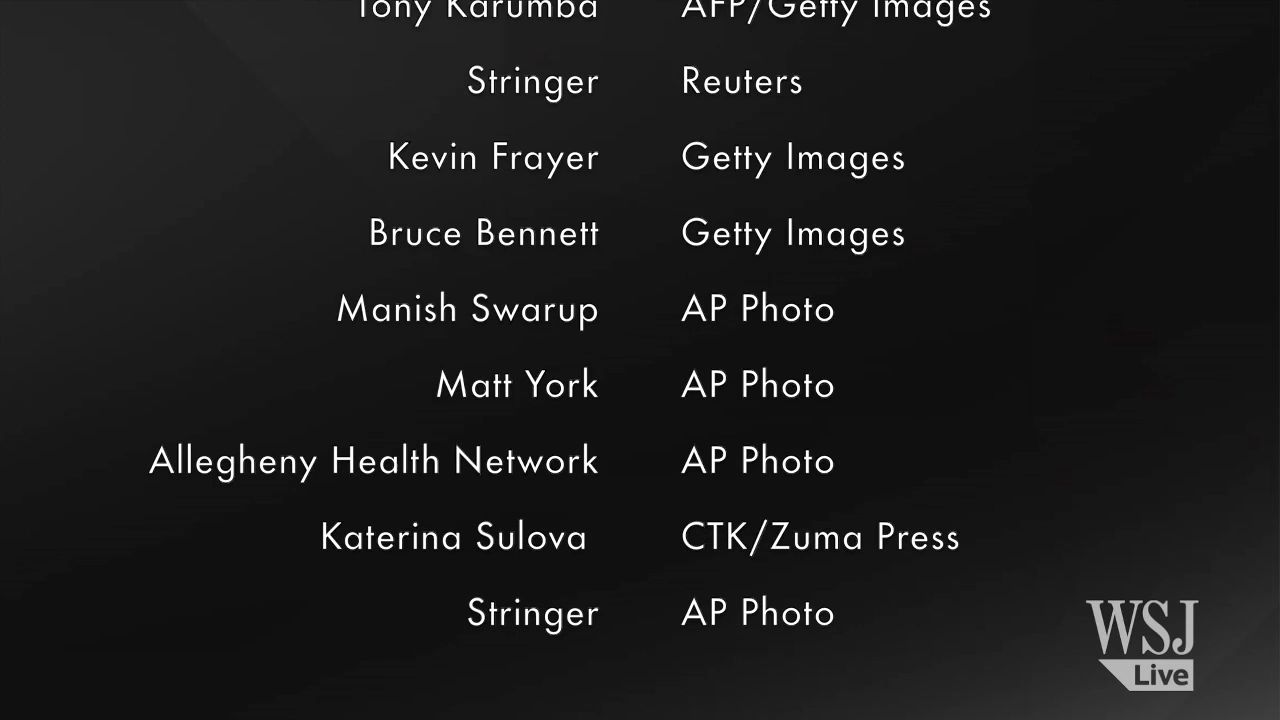 Tony Karumba AFP/Getty Images
Stringer Reuters
Kevin Frayer Getty Images
Bruce Bennett Getty Images
Manish Swarup AP Photo
Matt York AP Photo
Allegheny Health Network AP Photo
Katerina Sulova CTK/Zuma Press
Stringer AP Photo
WSJ
Live